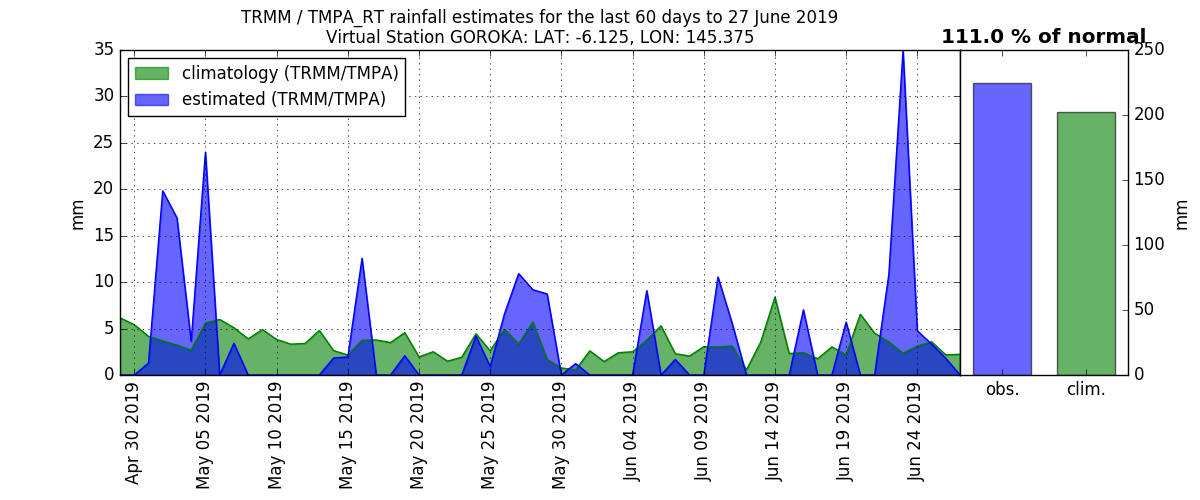 TRMM / TMPA_RT rainfall estimates for the last 60 days to 27 June 2019
Virtual Station GOROKA: LAT: -6.125, LON: 145.375
111.0 % of normal
climatology (TRMM/TMPA)
estimated (TRMM/TMPA)
mm
35
30
25
20
15
10
5
0
Apr 30 2019
May 05 2019
May 10 2019
May 15 2019
May 20 2019
May 25 2019
May 30 2019
Jun 04 2019
Jun 09 2019
Jun 14 2019
Jun 19 2019
Jun 24 2019
250
200
150
100
50
0
mm
obs.
clim.